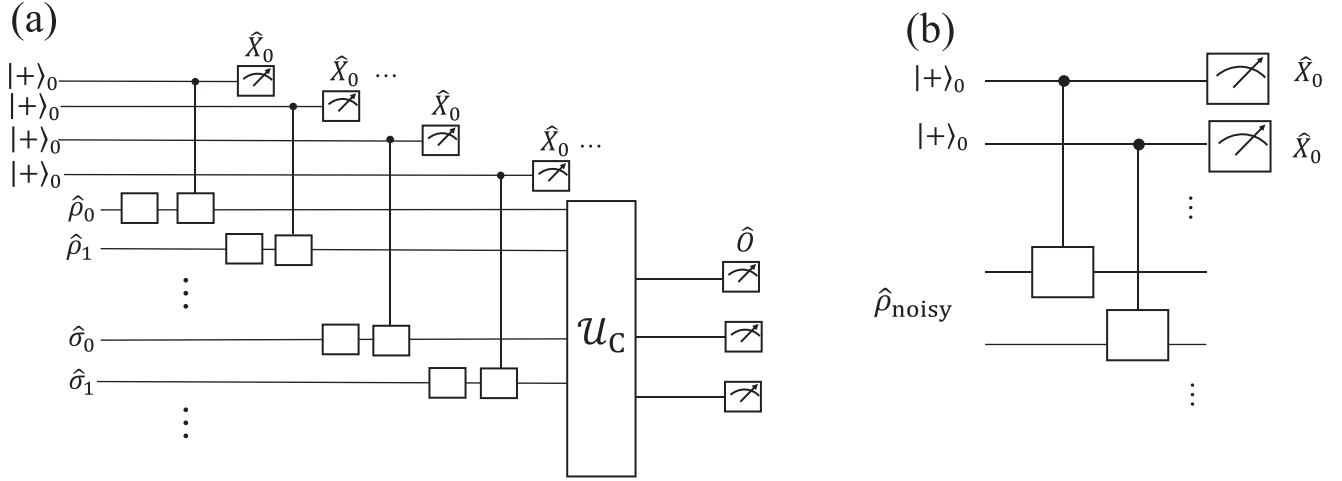 (a)
X̂₀
|+⟩₀
X̂₀ ⋯
|+⟩₀
X̂₀
|+⟩₀
X̂₀ ⋯
|+⟩₀
ρ̂₀
ρ̂₁
⋮
σ̂₀
σ̂₁
⋮
𝒰_C
Ô
(b)
|+⟩₀
X̂₀
|+⟩₀
X̂₀
⋮
ρ̂_noisy
⋮